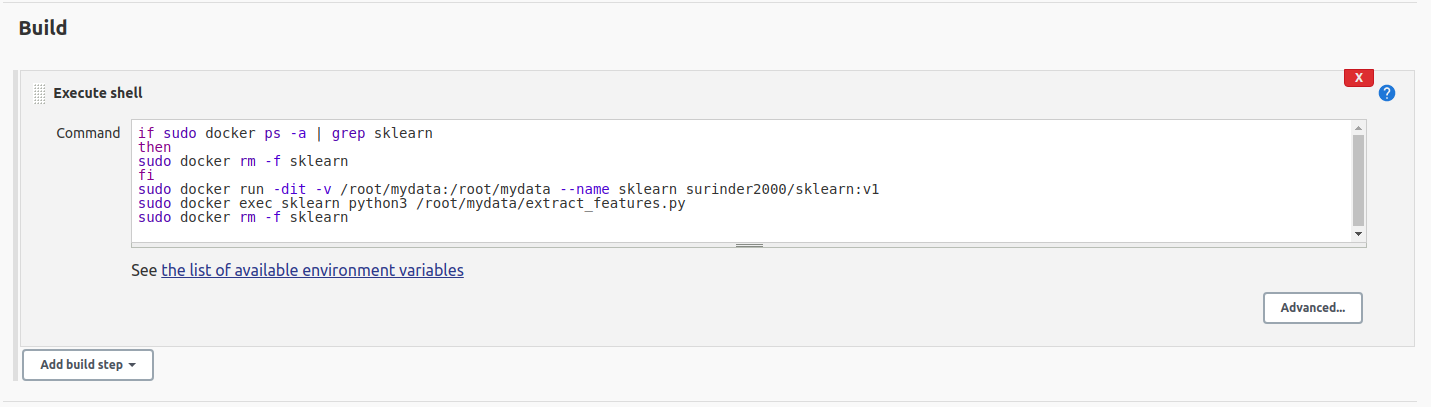 Build
Execute shell
X
?
Command
if sudo docker ps -a | grep sklearn
then
sudo docker rm -f sklearn
fi
sudo docker run -dit -v /root/mydata:/root/mydata --name sklearn surinder2000/sklearn:v1
sudo docker exec sklearn python3 /root/mydata/extract_features.py
sudo docker rm -f sklearn
See the list of available environment variables
Advanced...
Add build step